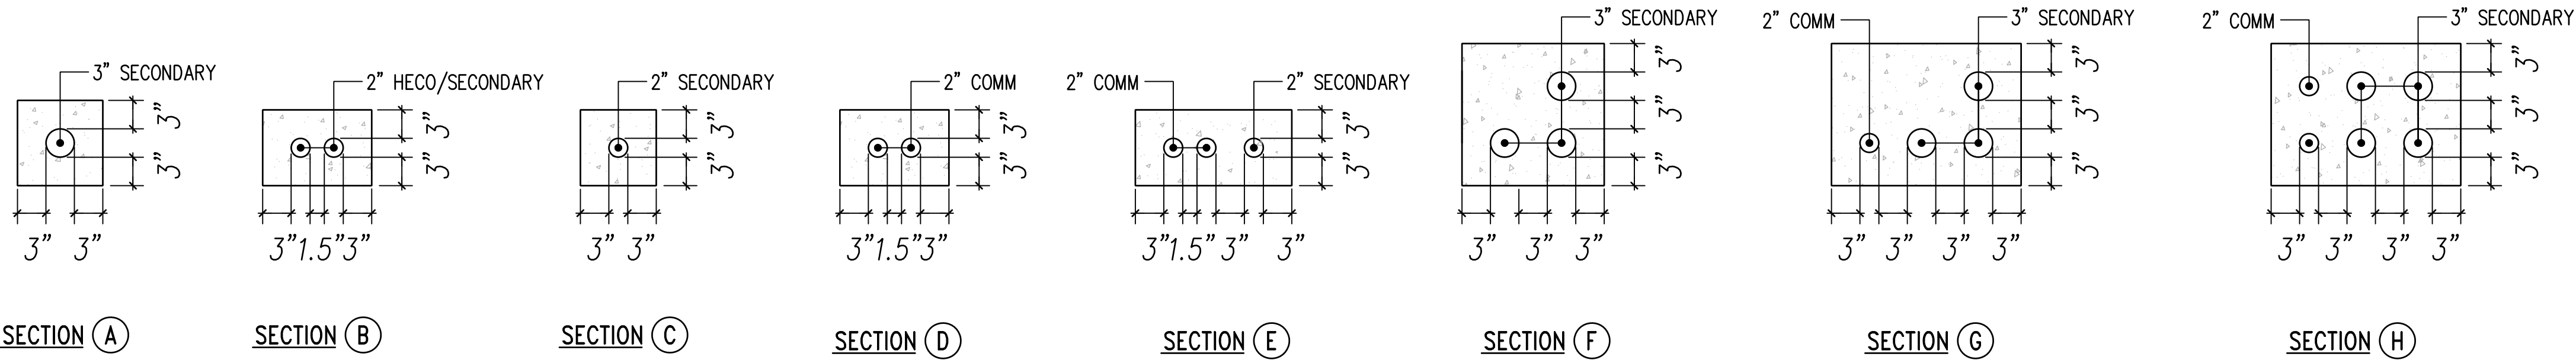 3” SECONDARY
3”
3”
3” 3”
SECTION A
2” HECO/SECONDARY
3”
3”
3”1.5”3”
SECTION B
2” SECONDARY
3”
3”
3” 3”
SECTION C
2” COMM
3”
3”
3”1.5”3”
SECTION D
2” COMM
2” SECONDARY
3”
3”
3”1.5” 3” 3”
SECTION E
3” SECONDARY
3”
3”
3”
3” 3” 3”
SECTION F
2” COMM
3” SECONDARY
3”
3”
3”
3” 3” 3” 3”
SECTION G
2” COMM
3” SECONDARY
3”
3”
3”
3” 3” 3” 3”
SECTION H